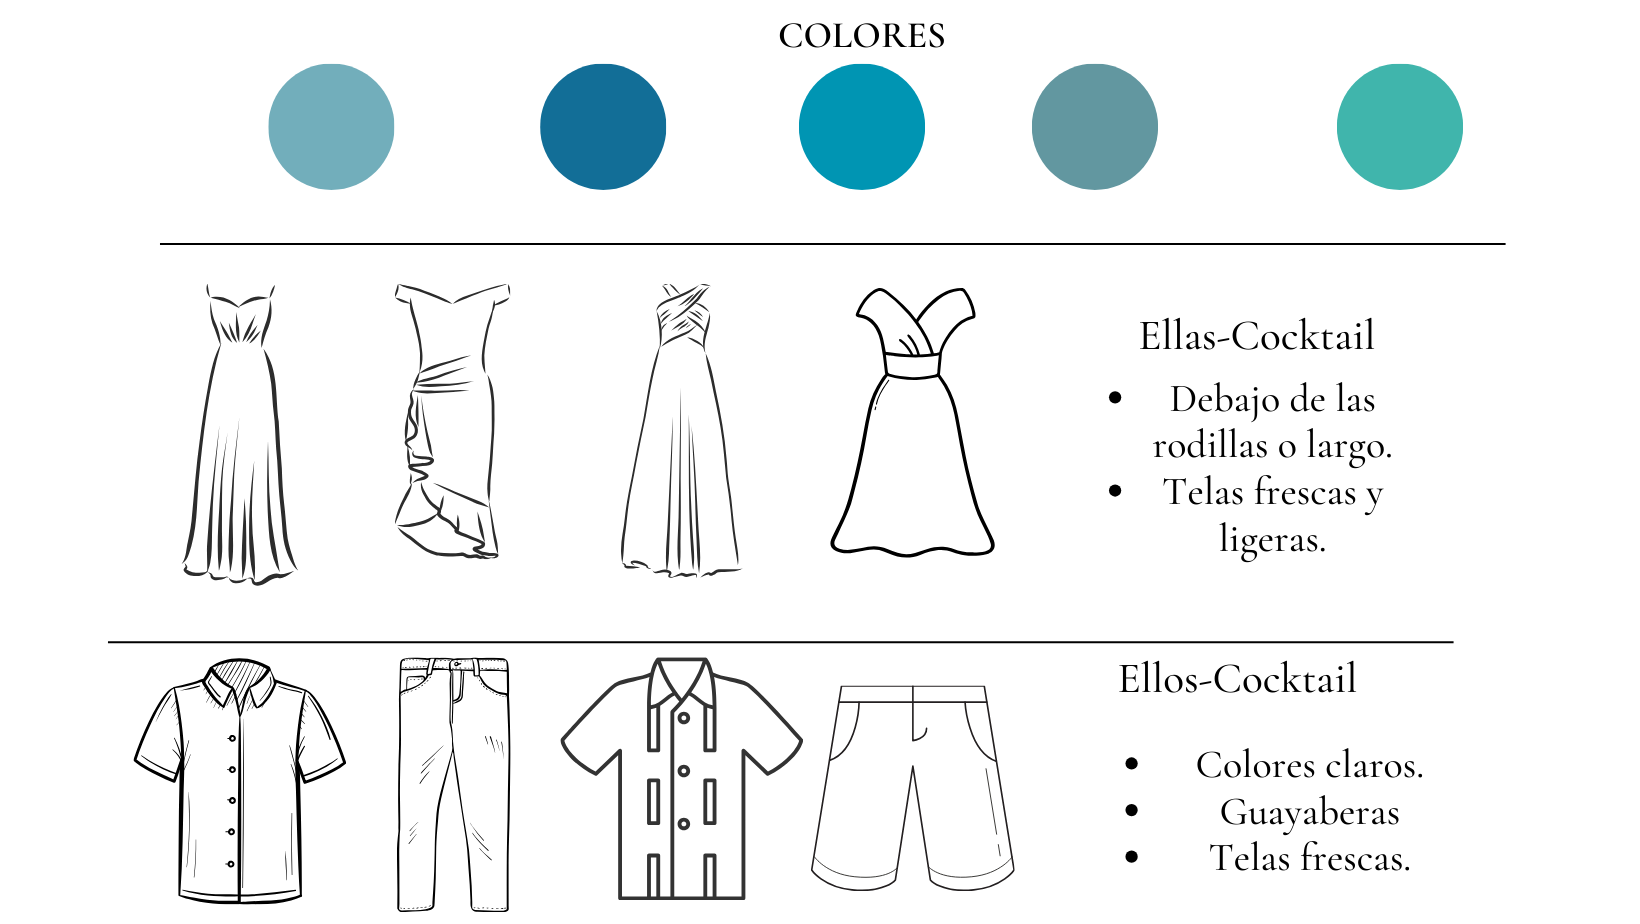 COLORES
Ellas-Cocktail
• Debajo de las
rodillas o largo.
• Telas frescas y
ligeras.
Ellos-Cocktail
• Colores claros.
• Guayaberas
• Telas frescas.